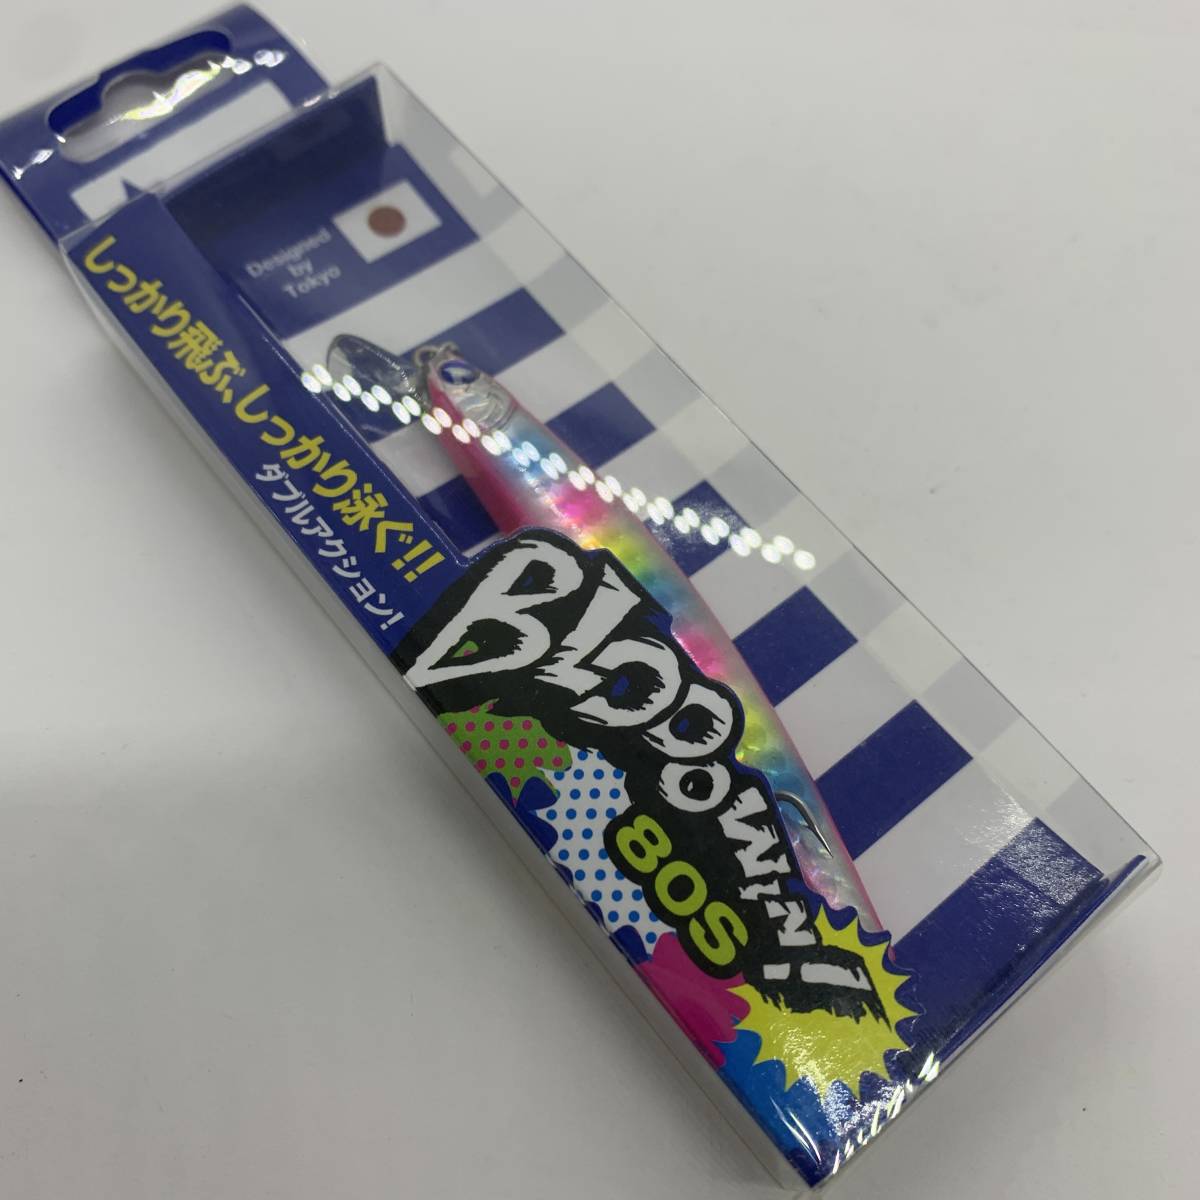 Designed
by
Tokyo
しっかり飛ぶ、しっかり泳ぐ!!
ダブルアクション!
BLooowin!
80S